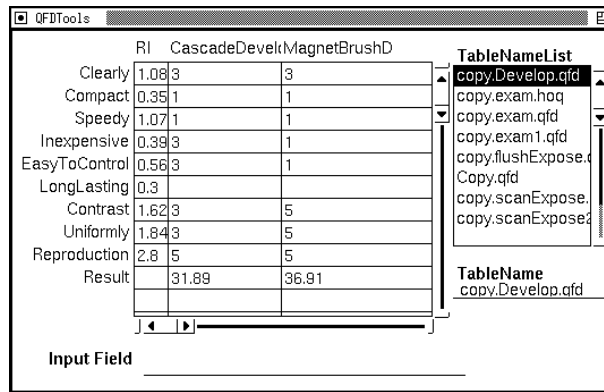 QFDTools
RI CascadeDevel MagnetBrushD
Clearly 1.08 3 3
Compact 0.35 1 1
Speedy 1.07 1 1
Inexpensive 0.39 3 1
EasyToControl 0.56 3 1
LongLasting 0.3
Contrast 1.62 3 5
Uniformly 1.84 3 5
Reproduction 2.8 5 5
Result 31.89 36.91
TableNameList
copy.Develop.qfd
copy.exam.hoq
copy.exam.qfd
copy.exam1.qfd
copy.flushExpose.
Copy.qfd
copy.scanExpose.
copy.scanExpose2
TableName
copy.Develop.qfd
Input Field